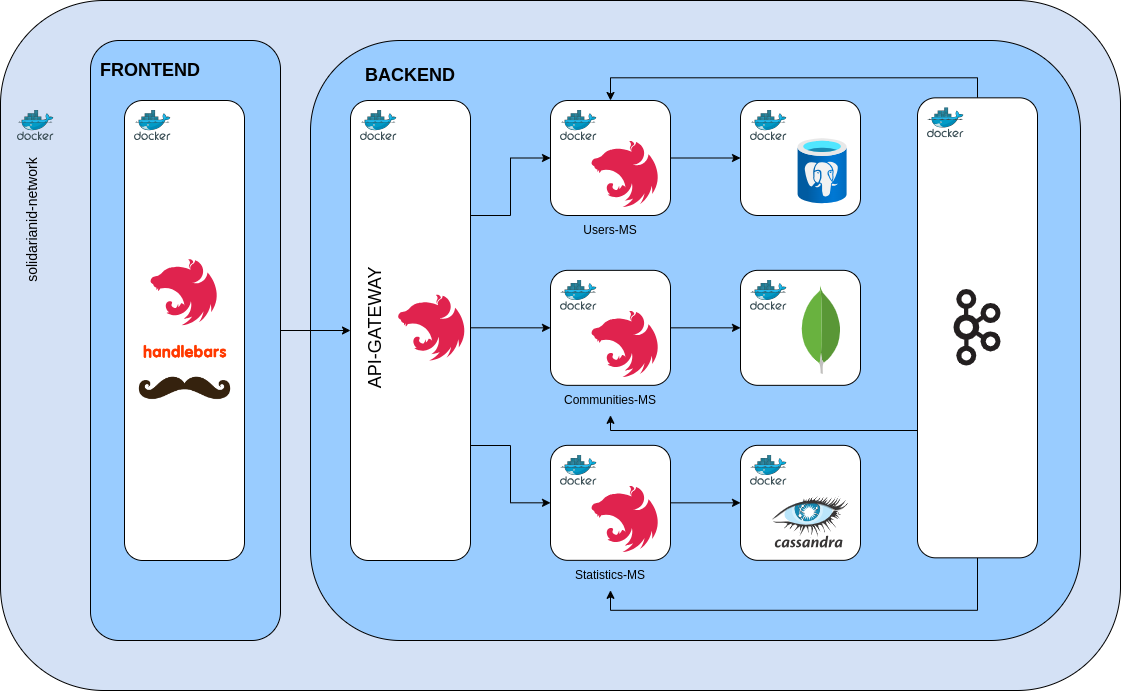 FRONTEND
BACKEND
docker
solidarianid-network
docker
handlebars
docker
API-GATEWAY
docker
Users-MS
docker
docker
Communities-MS
docker
docker
Statistics-MS
docker
cassandra
docker